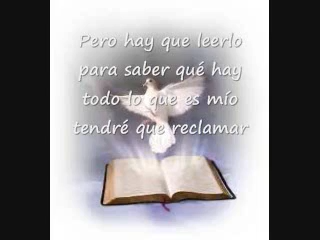 Pero hay que leerlo
para saber qué hay
todo lo que es mío
tendré que reclamar